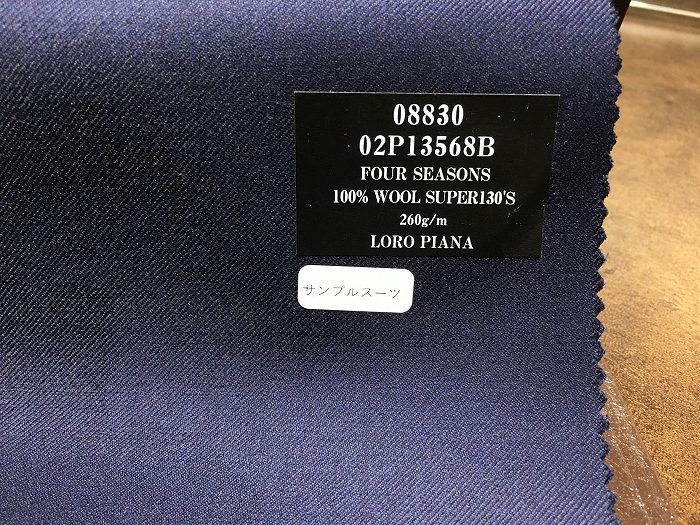 08830
02P13568B
FOUR SEASONS
100% WOOL SUPER130'S
260g/m
LORO PIANA
サンプルスーツ